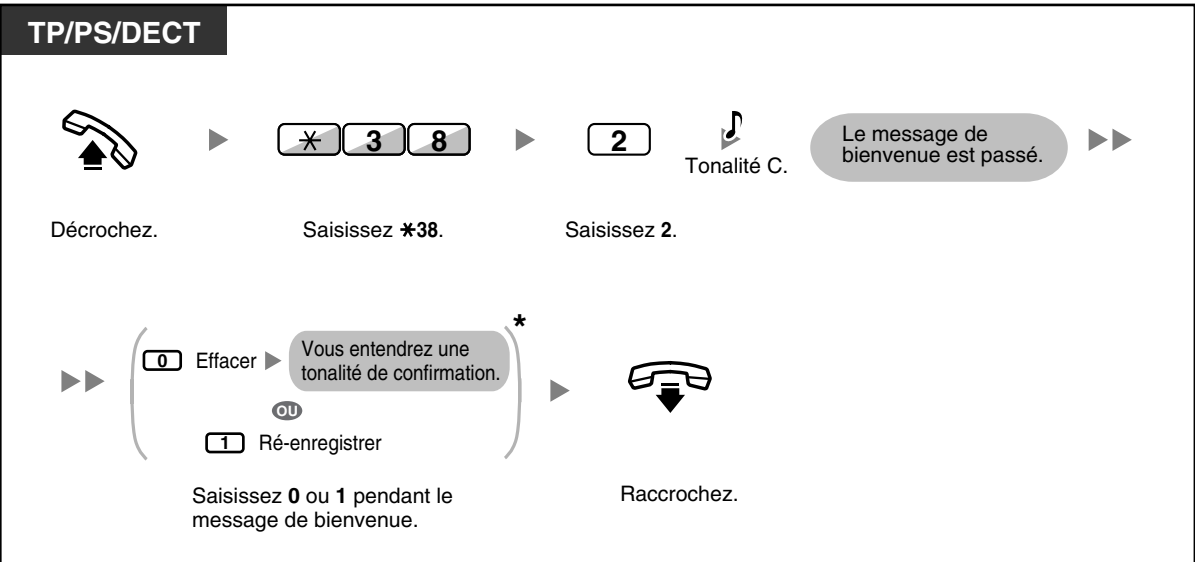 TP/PS/DECT
✳ 3 8
2
Tonalité C.
Le message de
bienvenue est passé.
Décrochez.
Saisissez ✳38.
Saisissez 2.
0 Effacer
Vous entendrez une
tonalité de confirmation.
*
OU
1 Ré-enregistrer
Saisissez 0 ou 1 pendant le
message de bienvenue.
Raccrochez.